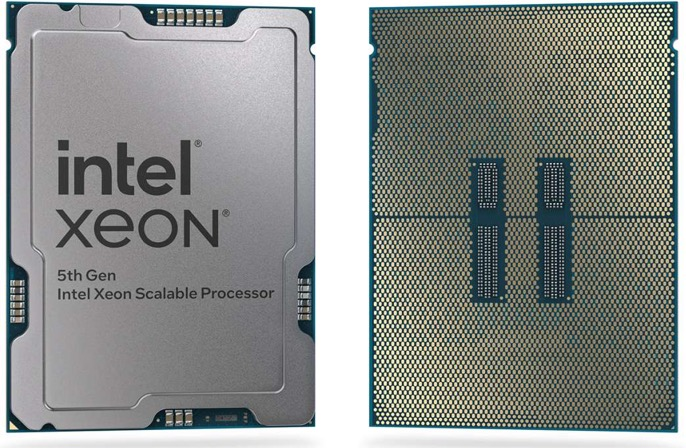 intel®
xeon®
5th Gen
Intel Xeon Scalable Processor